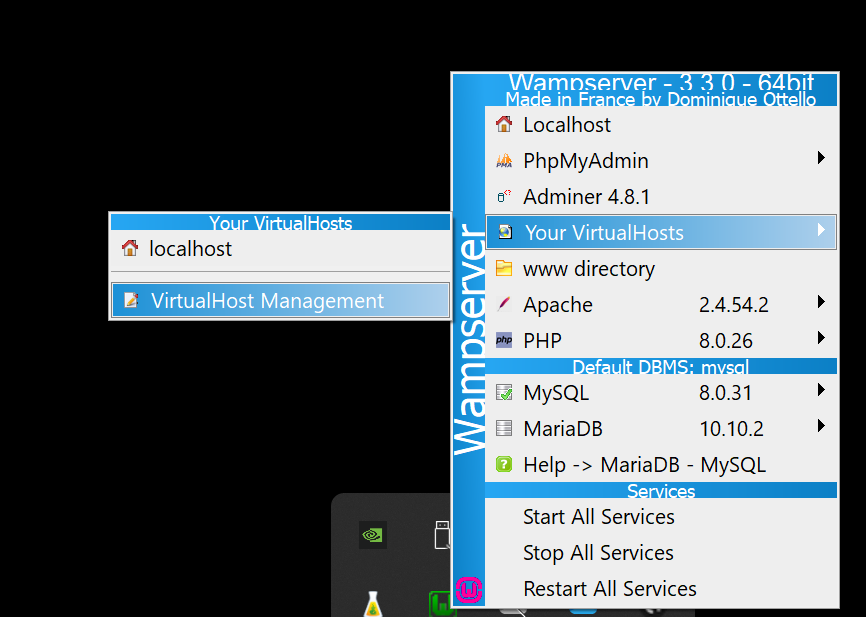 Wampserver - 3.3.0 - 64bit
Made in France by Dominique Ottello
Localhost
PhpMyAdmin
Adminer 4.8.1
Your VirtualHosts
www directory
Apache 2.4.54.2
PHP 8.0.26
Default DBMS: mysql
MySQL 8.0.31
MariaDB 10.10.2
Help -> MariaDB - MySQL
Services
Start All Services
Stop All Services
Restart All Services
Wampserver
Your VirtualHosts
localhost
VirtualHost Management
PMA
php